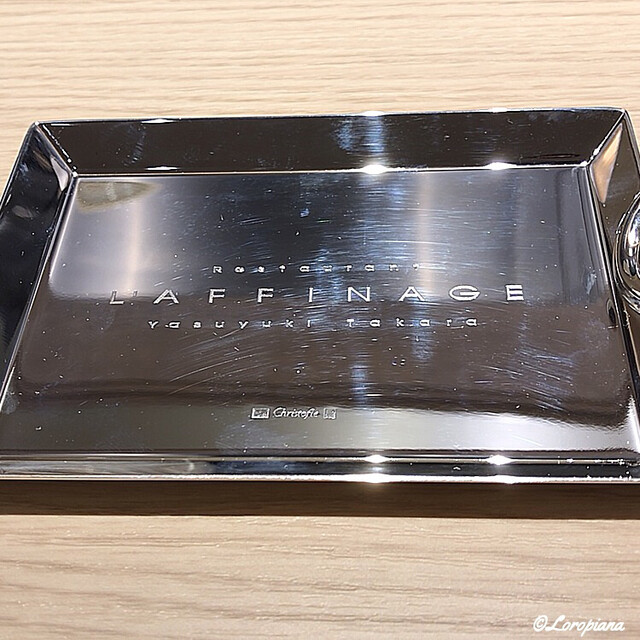 Restaurant
L'AFFINAGE
Yasuyuki Takara
Christofle
©Loropiana